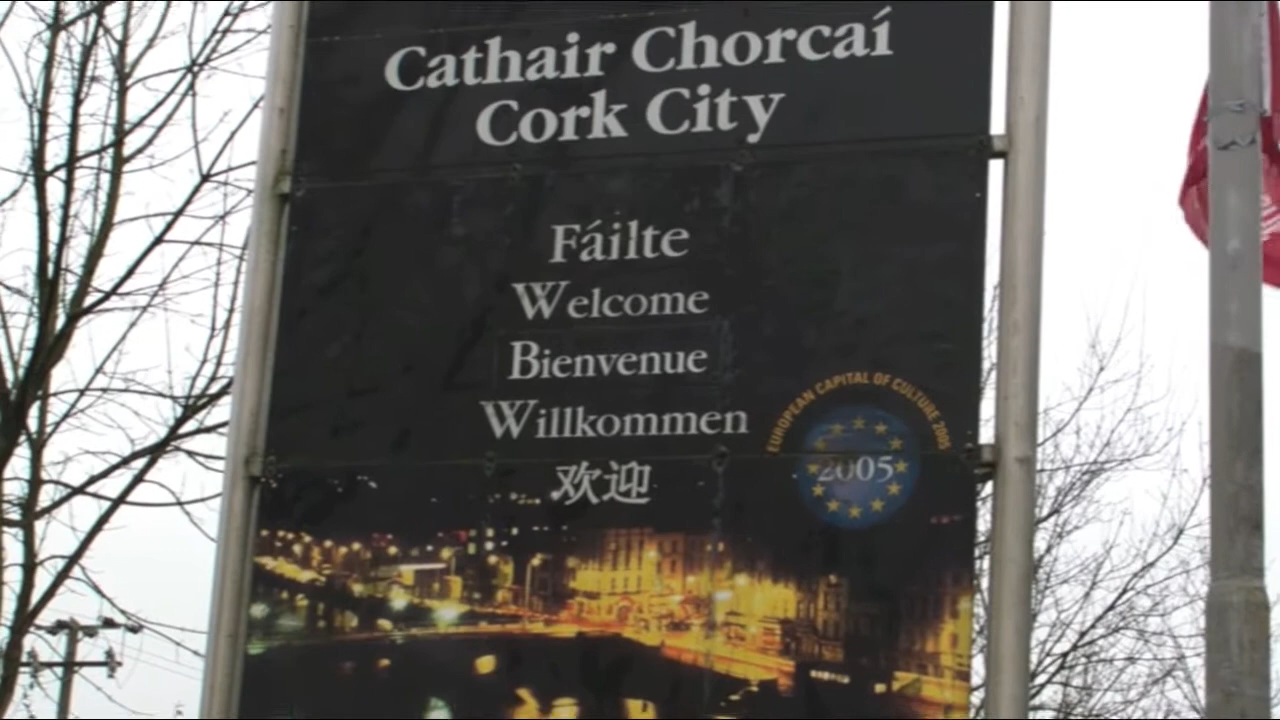 Cathair Chorcaí
Cork City
Fáilte
Welcome
Bienvenue
Willkommen
欢迎
EUROPEAN CAPITAL OF CULTURE 2005
2005